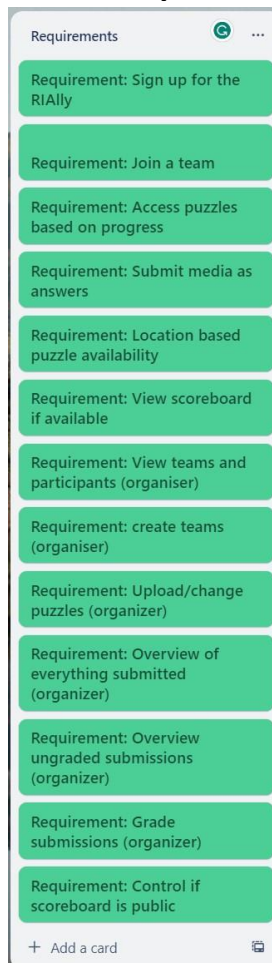 Requirements
Requirement: Sign up for the
RIAlly
Requirement: Join a team
Requirement: Access puzzles
based on progress
Requirement: Submit media as
answers
Requirement: Location based
puzzle availability
Requirement: View scoreboard
if available
Requirement: View teams and
participants (organiser)
Requirement: create teams
(organiser)
Requirement: Upload/change
puzzles (organizer)
Requirement: Overview of
everything submitted
(organizer)
Requirement: Overview
ungraded submissions
(organizer)
Requirement: Grade
submissions (organizer)
Requirement: Control if
scoreboard is public
+ Add a card